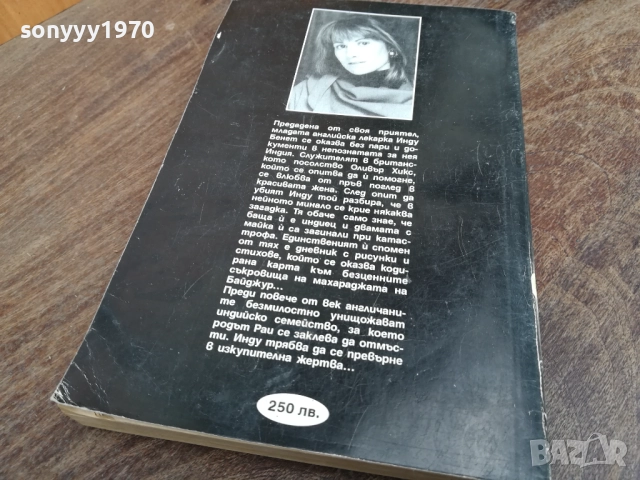 sonyyy1970
Предадена от своя приятел,
младата английска лекарка Инду
Бенет се оказва без пари и до-
кументи в непознатата за нея
Индия. Служителят в британс-
кото посолство Оливър Хикс,
който се опитва да ѝ помогне,
се влюбва от пръв поглед в
красивата жена. След опит да
убият Инду той разбира, че в
нейното минало се крие някаква
загадка. Тя обаче само знае, че
баща ѝ е индиец и двамата с
майка ѝ са загинали при катас-
трофа. Единственият ѝ спомен
от тях е дневник с рисунки и
стихове, който се оказва коди-
рана карта към безценните
съкровища на махараджата на
Байджур...
Преди повече от век англичани-
те безмилостно унищожават
индийско семейство, за което
родът Раи се заклева да отмъс-
ти. Инду трябва да се превърне
в изкупителна жертва...
250 лв.
BAZAR